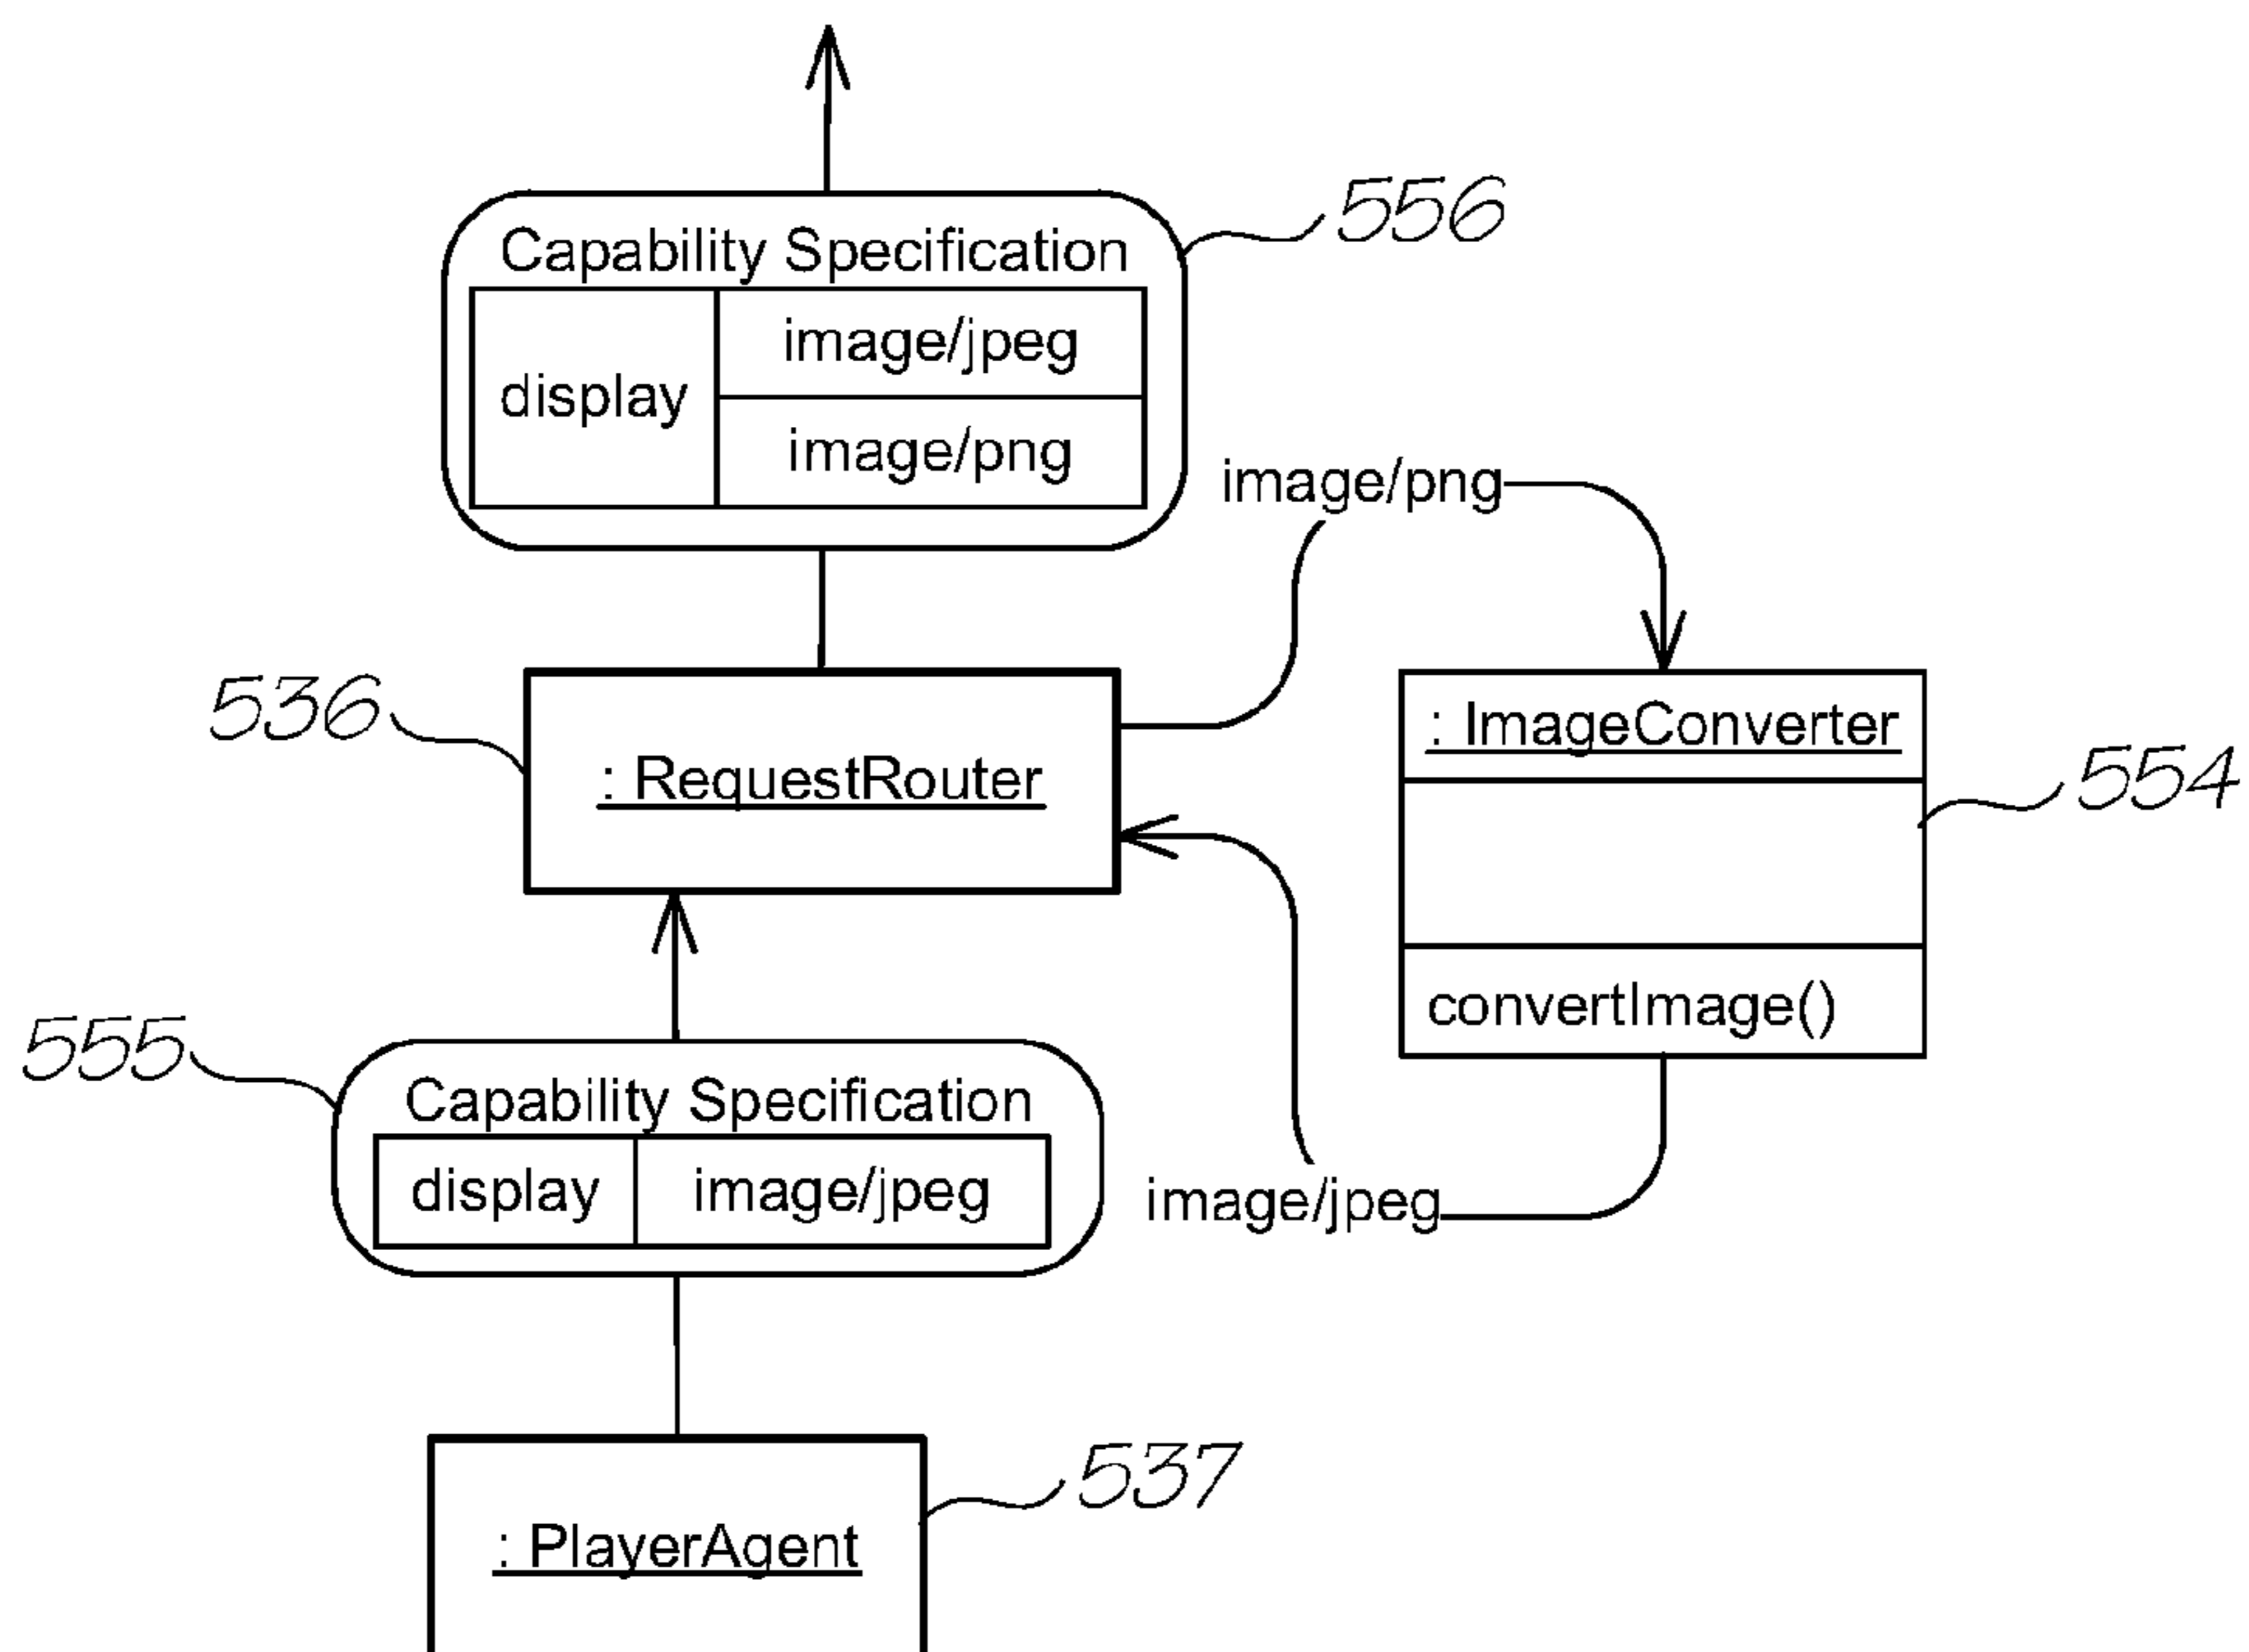 556
Capability Specification
display
image/jpeg
image/png
image/png
536
: RequestRouter
: ImageConverter
554
convertImage()
555
Capability Specification
display
image/jpeg
image/jpeg
537
: PlayerAgent